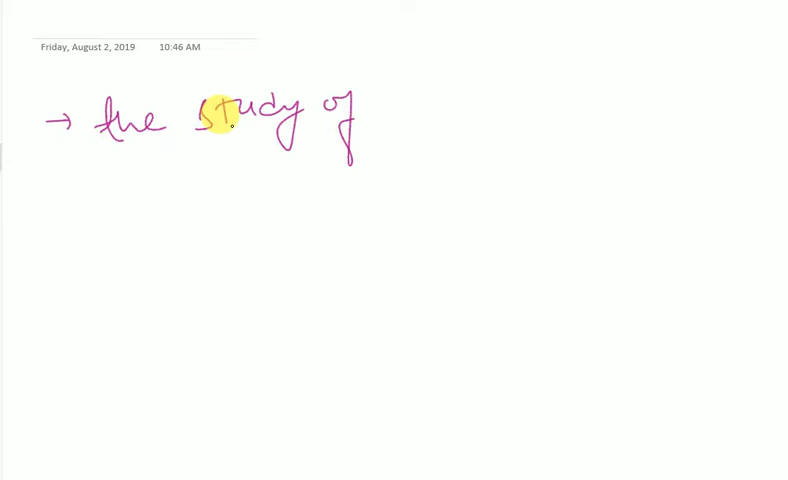 Friday, August 2, 2019 10:46 AM
→ the study of